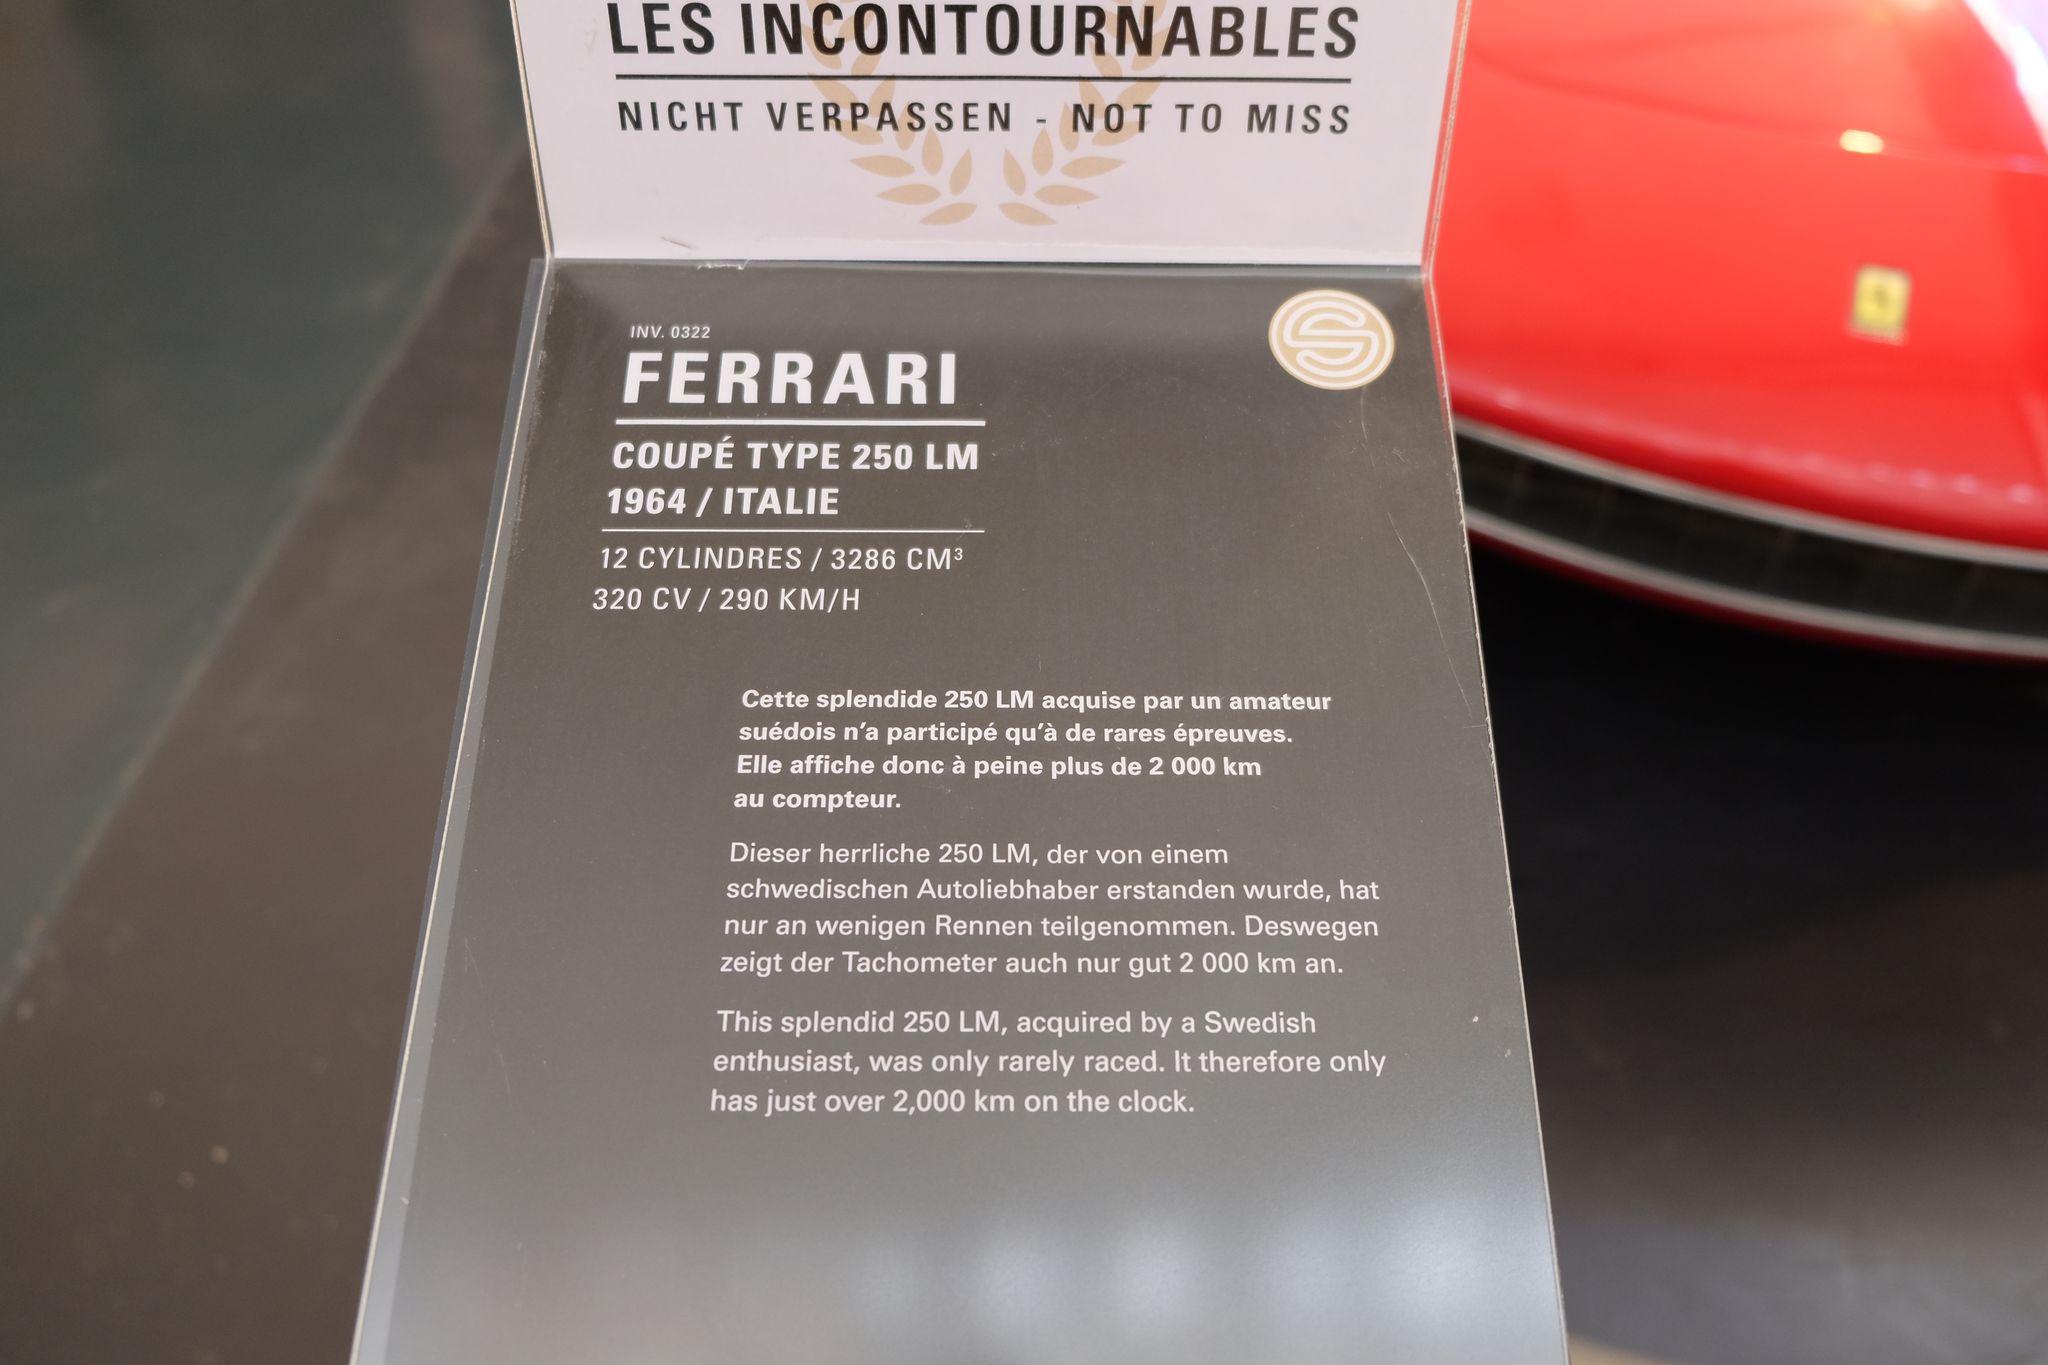 LES INCONTOURNABLES
NICHT VERPASSEN - NOT TO MISS
INV. 0322
FERRARI
COUPÉ TYPE 250 LM
1964 / ITALIE
12 CYLINDRES / 3286 CM³
320 CV / 290 KM/H
Cette splendide 250 LM acquise par un amateur
suédois n'a participé qu'à de rares épreuves.
Elle affiche donc à peine plus de 2 000 km
au compteur.
Dieser herrliche 250 LM, der von einem
schwedischen Autoliebhaber erstanden wurde, hat
nur an wenigen Rennen teilgenommen. Deswegen
zeigt der Tachometer auch nur gut 2 000 km an.
This splendid 250 LM, acquired by a Swedish
enthusiast, was only rarely raced. It therefore only
has just over 2,000 km on the clock.